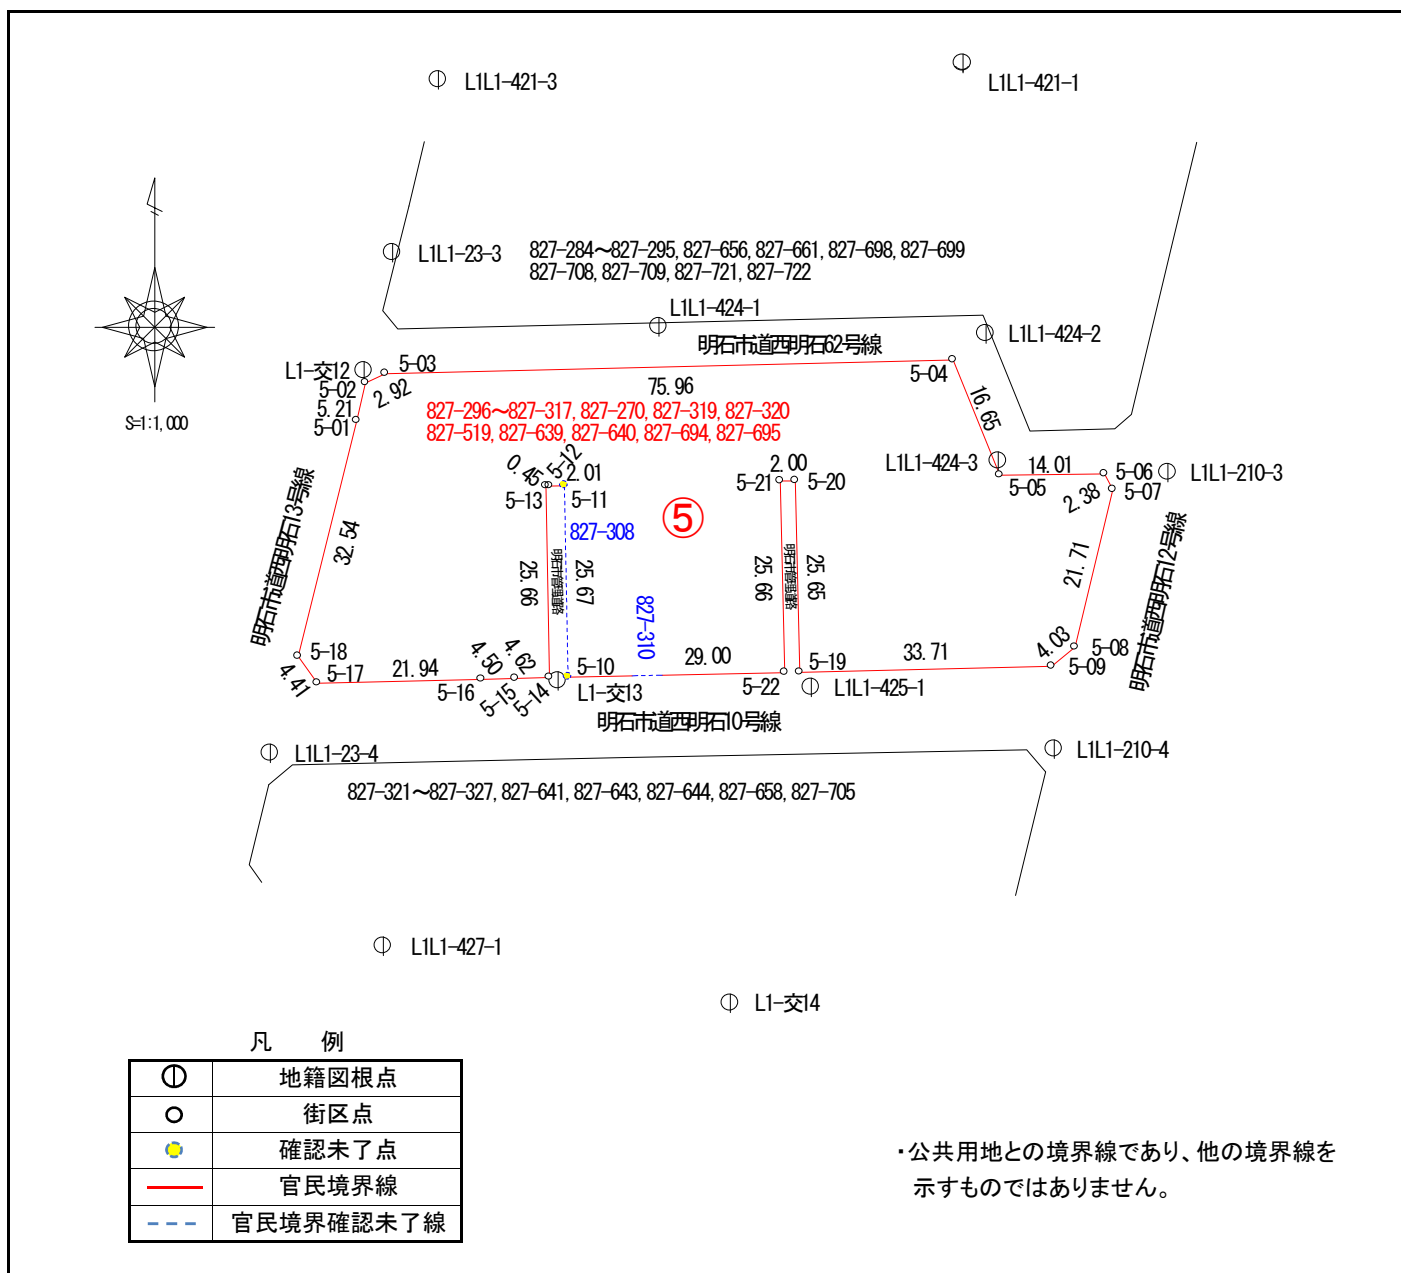 L1L1-421-3
L1L1-421-1
L1L1-23-3
827-284〜827-295, 827-656, 827-661, 827-698, 827-699
827-708, 827-709, 827-721, 827-722
L1L1-424-1
L1L1-424-2
明石市道西明石62号線
L1-交12
5-03
5-04
5-02
2.92
75.96
5.21
5-01
16.65
S=1:1,000
827-296〜827-317, 827-270, 827-319, 827-320
827-519, 827-639, 827-640, 827-694, 827-695
L1L1-424-3
14.01
5-05
5-06
5-07
2.38
L1L1-210-3
0.45
5-12
2.01
5-13
5-11
2.00
5-21
5-20
⑤
827-308
明石市道西明石13号線
32.54
25.66
明石市管理道路
25.67
25.66
明石市管理道路
25.65
21.71
明石市道西明石12号線
827-310
5-18
4.41
5-17
21.94
4.50
4.62
5-16
5-15
5-14
5-10
29.00
5-22
5-19
33.71
4.03
5-08
5-09
L1-交13
L1L1-425-1
明石市道西明石10号線
L1L1-23-4
L1L1-210-4
827-321〜827-327, 827-641, 827-643, 827-644, 827-658, 827-705
L1L1-427-1
L1-交14
凡 例
地籍図根点
街区点
確認未了点
官民境界線
官民境界確認未了線
・公共用地との境界線であり、他の境界線を
示すものではありません。